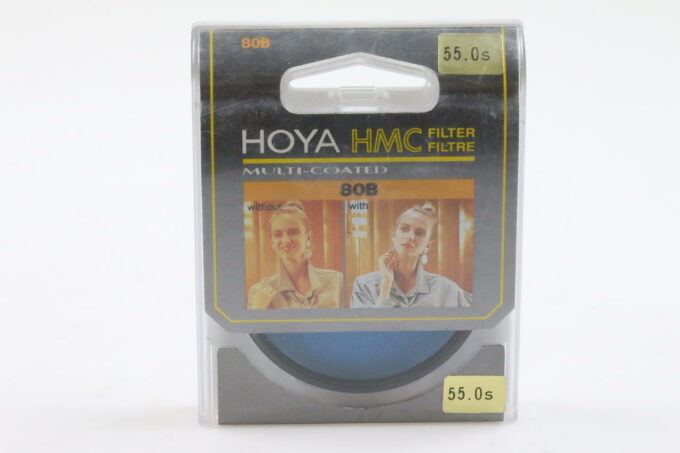 80B
55.0s
HOYA HMC FILTER
FILTRE
MULTI-COATED
80B
without
with
55.0s